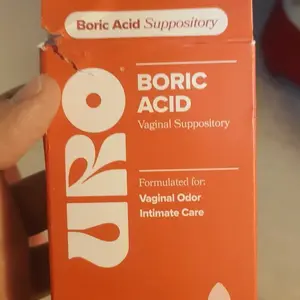 Boric Acid Suppository
URO
BORIC
ACID
Vaginal Suppository
Formulated for:
Vaginal Odor
Intimate Care